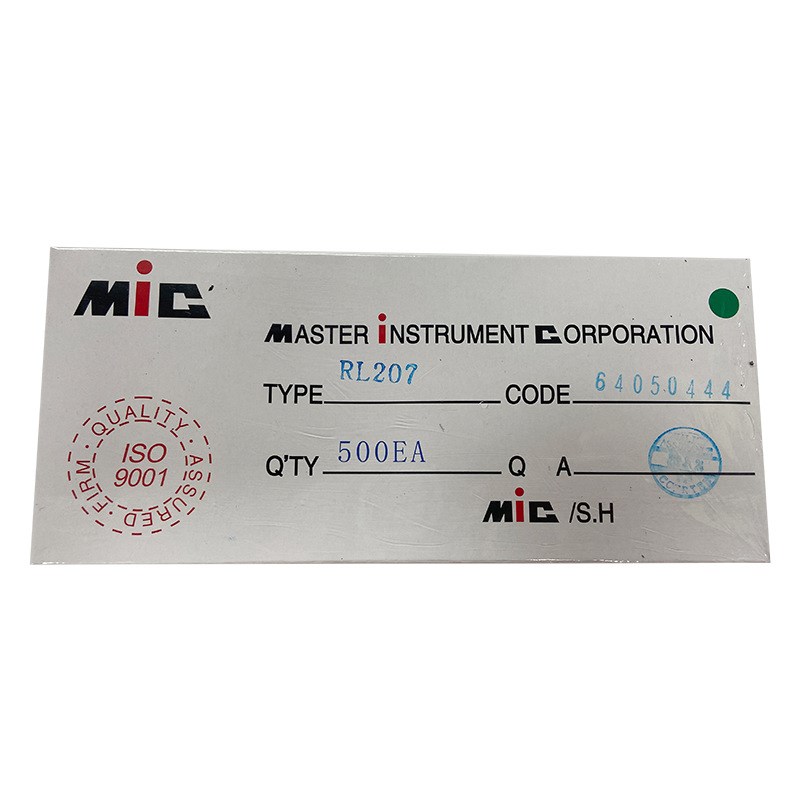 MiC
MASTER iNSTRUMENT CORPORATION
TYPE RL207 CODE 64050444
Q'TY 500EA Q A
MiC /S.H
QUALITY · ASSURED · FIRM ·
ISO
9001